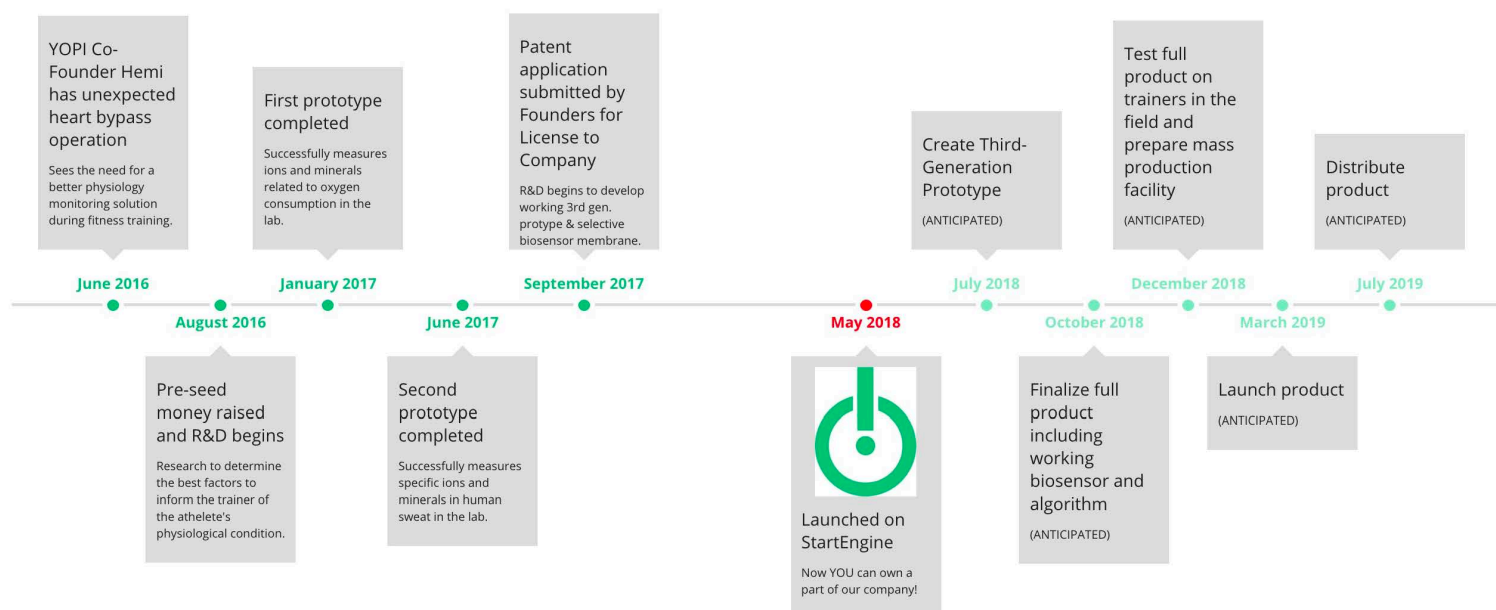 YOPI Co-
Founder Hemi
has unexpected
heart bypass
operation
Sees the need for a
better physiology
monitoring solution
during fitness training.
June 2016
August 2016
Pre-seed
money raised
and R&D begins
Research to determine
the best factors to
inform the trainer of
the athelete's
physiological condition.
First prototype
completed
Successfully measures
ions and minerals
related to oxygen
consumption in the
lab.
January 2017
June 2017
Second
prototype
completed
Successfully measures
specific ions and
minerals in human
sweat in the lab.
Patent
application
submitted by
Founders for
License to
Company
R&D begins to develop
working 3rd gen.
protype & selective
biosensor membrane.
September 2017
May 2018
Launched on
StartEngine
Now YOU can own a
part of our company!
Create Third-
Generation
Prototype
(ANTICIPATED)
July 2018
October 2018
Finalize full
product
including
working
biosensor and
algorithm
(ANTICIPATED)
Test full
product on
trainers in the
field and
prepare mass
production
facility
(ANTICIPATED)
December 2018
March 2019
Launch product
(ANTICIPATED)
Distribute
product
(ANTICIPATED)
July 2019